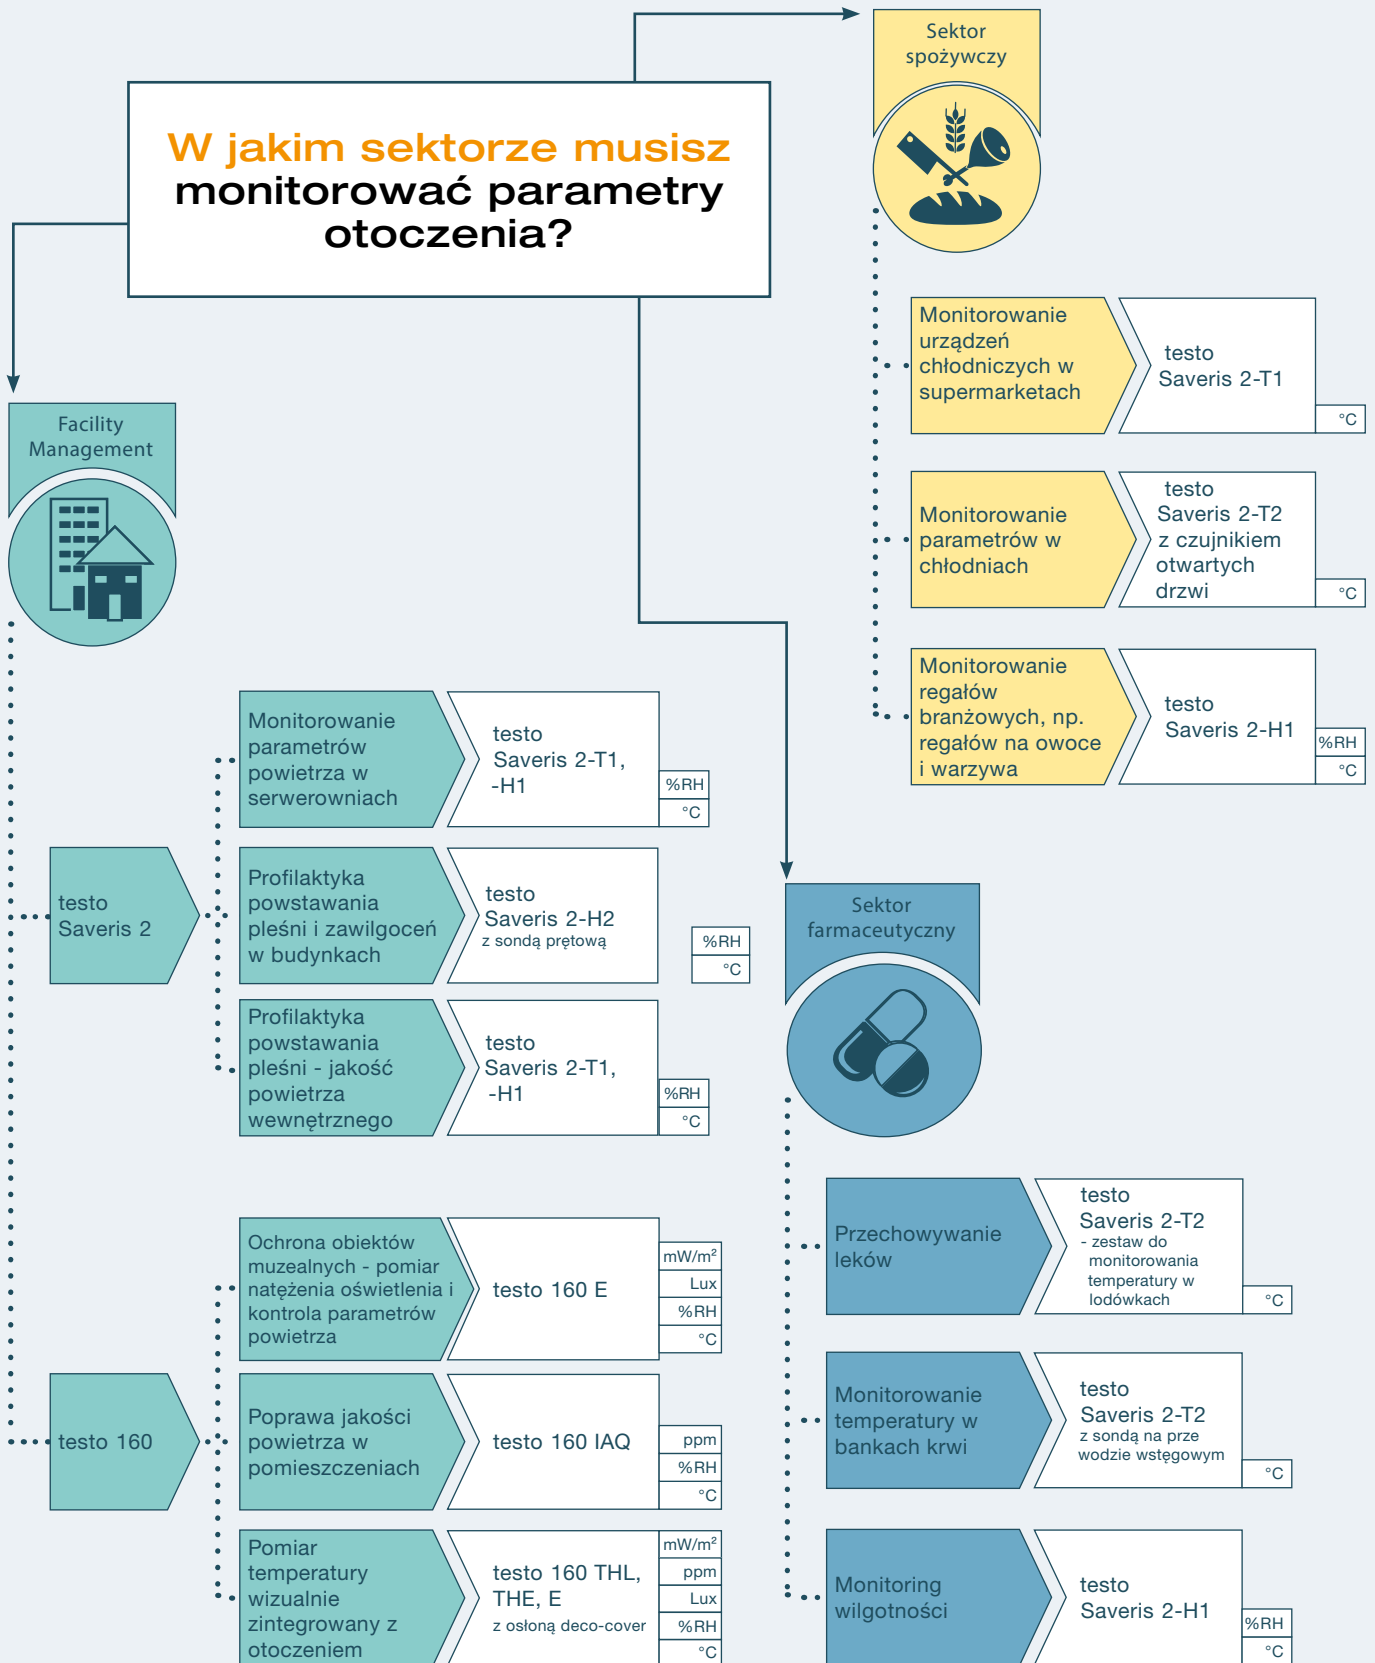 W jakim sektorze musisz
monitorować parametry
otoczenia?
Sektor
spożywczy
Monitorowanie
urządzeń
chłodniczych w
supermarketach
testo
Saveris 2-T1
°C
Monitorowanie
parametrów w
chłodniach
testo
Saveris 2-T2
z czujnikiem
otwartych
drzwi
°C
Monitorowanie
regałów
branżowych, np.
regałów na owoce
i warzywa
testo
Saveris 2-H1
%RH
°C
Facility
Management
testo
Saveris 2
Monitorowanie
parametrów
powietrza w
serwerowniach
testo
Saveris 2-T1,
-H1
%RH
°C
Profilaktyka
powstawania
pleśni i zawilgoceń
w budynkach
testo
Saveris 2-H2
z sondą prętową
%RH
°C
Profilaktyka
powstawania
pleśni - jakość
powietrza
wewnętrznego
testo
Saveris 2-T1,
-H1
%RH
°C
testo 160
Ochrona obiektów
muzealnych - pomiar
natężenia oświetlenia i
kontrola parametrów
powietrza
testo 160 E
mW/m²
Lux
%RH
°C
Poprawa jakości
powietrza w
pomieszczeniach
testo 160 IAQ
ppm
%RH
°C
Pomiar
temperatury
wizualnie
zintegrowany z
otoczeniem
testo 160 THL,
THE, E
z osłoną deco-cover
mW/m²
ppm
Lux
%RH
°C
Sektor
farmaceutyczny
Przechowywanie
leków
testo
Saveris 2-T2
- zestaw do
monitorowania
temperatury w
lodówkach
°C
Monitorowanie
temperatury w
bankach krwi
testo
Saveris 2-T2
z sondą na prze
wodzie wstęgowym
°C
Monitoring
wilgotności
testo
Saveris 2-H1
%RH
°C